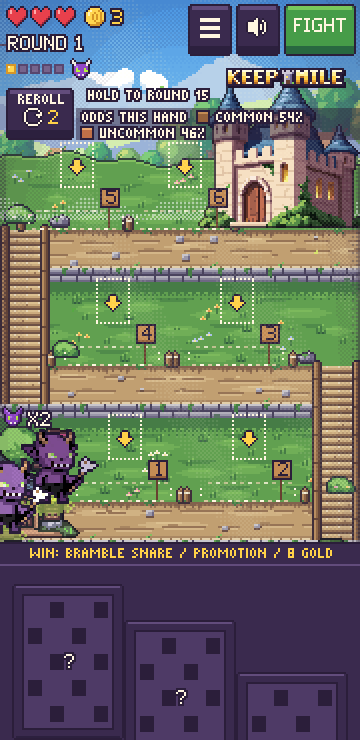 3
FIGHT
ROUND 1
KEEP MILE
REROLL
2
HOLD TO ROUND 15
ODDS THIS HAND COMMON 54%
UNCOMMON 46%
5
6
4
3
X2
1
2
WIN: BRAMBLE SNARE / PROMOTION / 8 GOLD
?
?